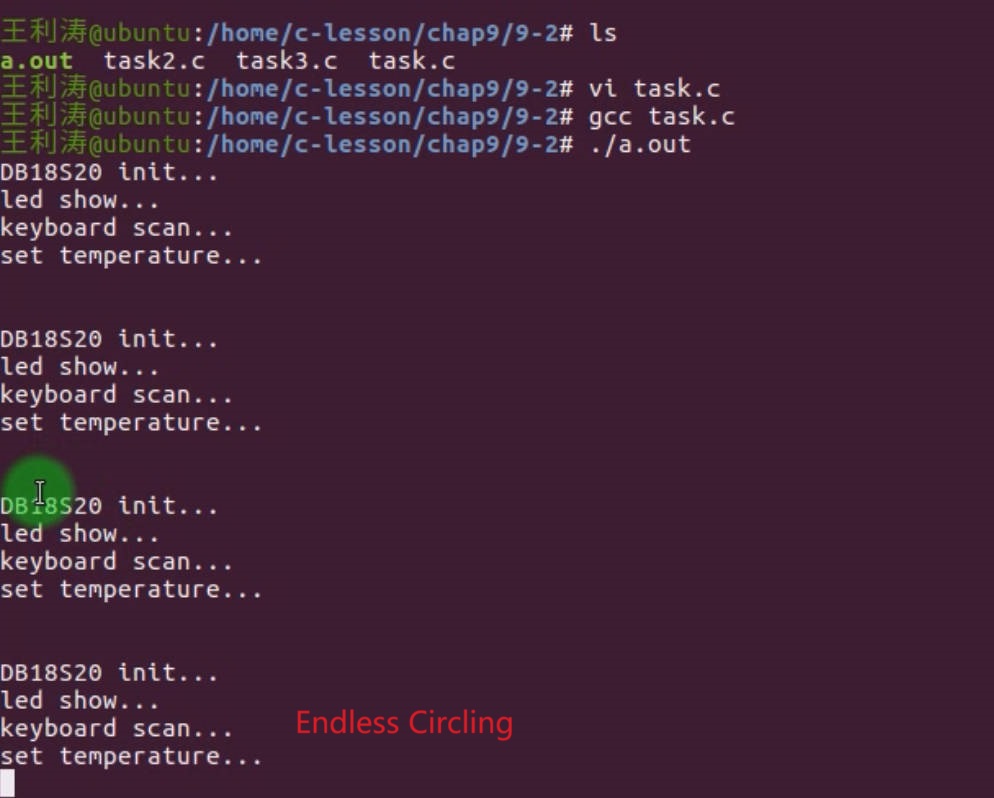 王利涛@ubuntu:/home/c-lesson/chap9/9-2# ls
a.out  task2.c  task3.c  task.c
王利涛@ubuntu:/home/c-lesson/chap9/9-2# vi task.c
王利涛@ubuntu:/home/c-lesson/chap9/9-2# gcc task.c
王利涛@ubuntu:/home/c-lesson/chap9/9-2# ./a.out
DB18S20 init...
led show...
keyboard scan...
set temperature...
DB18S20 init...
led show...
keyboard scan...
set temperature...
DB18S20 init...
led show...
keyboard scan...
set temperature...
DB18S20 init...
led show...
keyboard scan...
Endless Circling
set temperature...